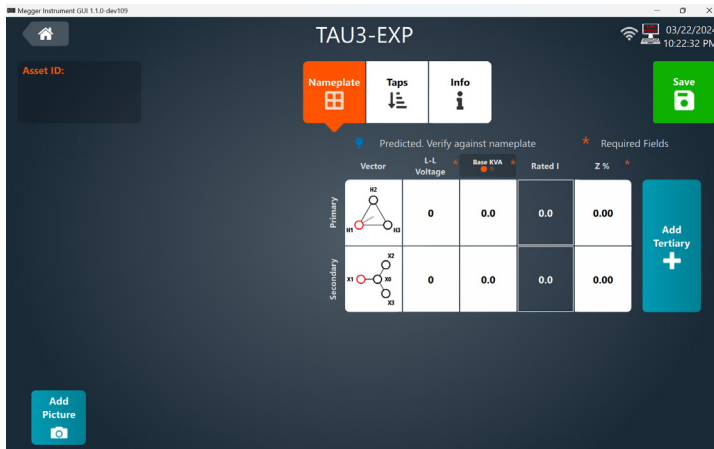 Megger Instrument GUI 1.1.0-dev109
TAU3-EXP
03/22/2024
10:22:32 PM
Asset ID:
Nameplate
Taps
Info
Save
Predicted. Verify against nameplate
* Required Fields
Vector
L-L Voltage *
Base KVA *
Rated I
Z % *
Primary
H2
H1
H3
0
0.0
0.0
0.00
Secondary
X2
X1
X0
X3
0
0.0
0.0
0.00
Add
Tertiary
Add
Picture